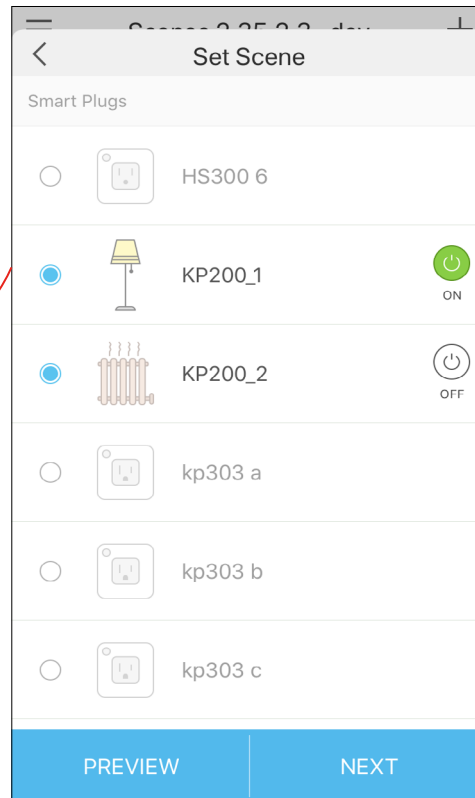 Set Scene
Smart Plugs
HS300 6
KP200_1
ON
KP200_2
OFF
kp303 a
kp303 b
kp303 c
PREVIEW
NEXT